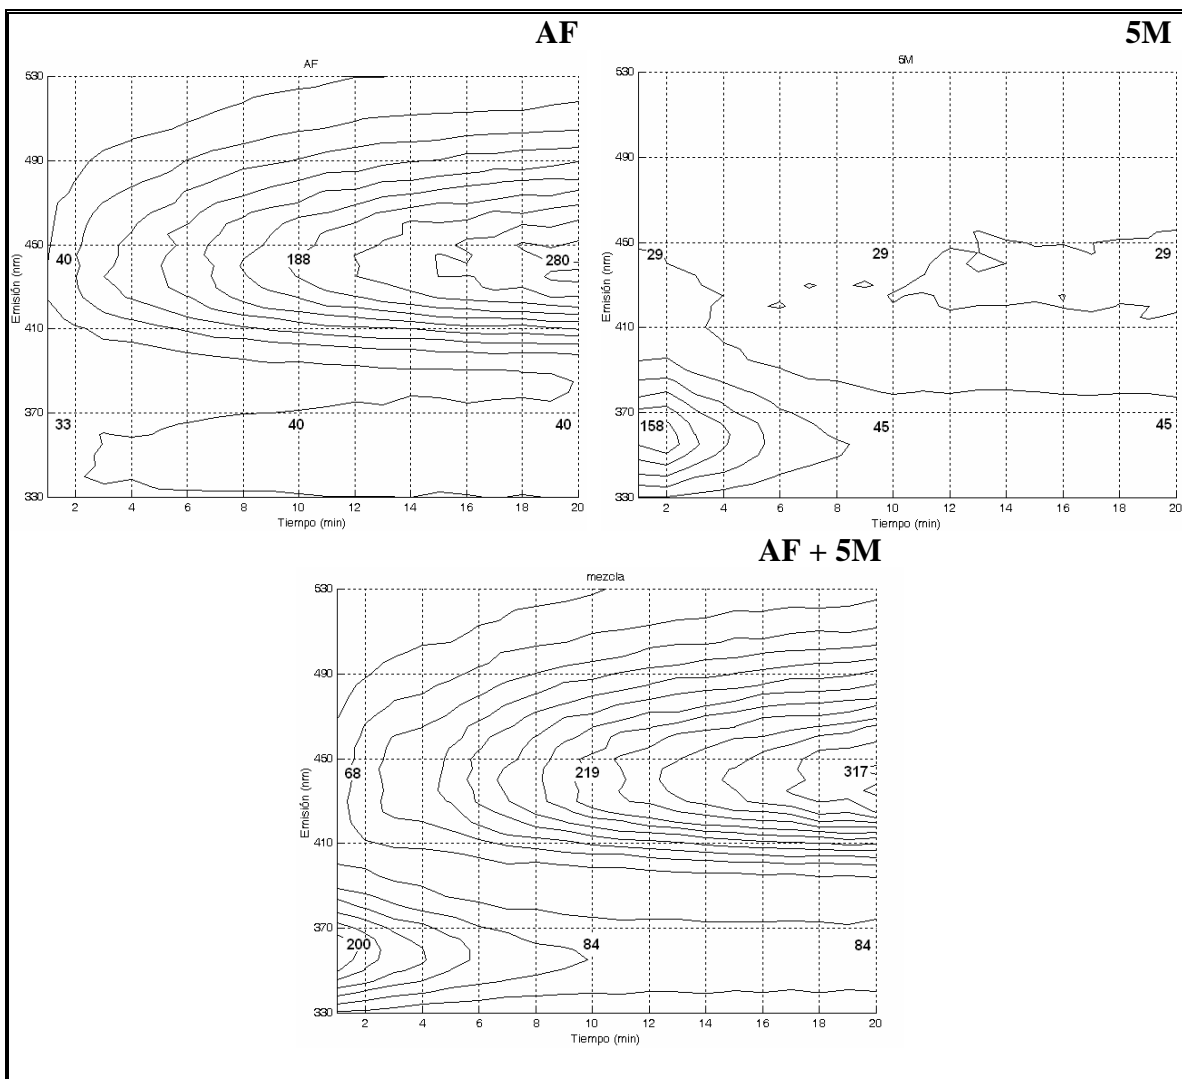 AF
AF
530
490
450
410
370
330
Emisión (nm)
40
188
280
33
40
40
2 4 6 8 10 12 14 16 18 20
Tiempo (min)
5M
5M
530
490
450
410
370
330
Emisión (nm)
29
29
29
158
45
45
2 4 6 8 10 12 14 16 18 20
Tiempo (min)
AF + 5M
mezcla
530
490
450
410
370
330
Emisión (nm)
68
219
317
200
84
84
2 4 6 8 10 12 14 16 18 20
Tiempo (min)